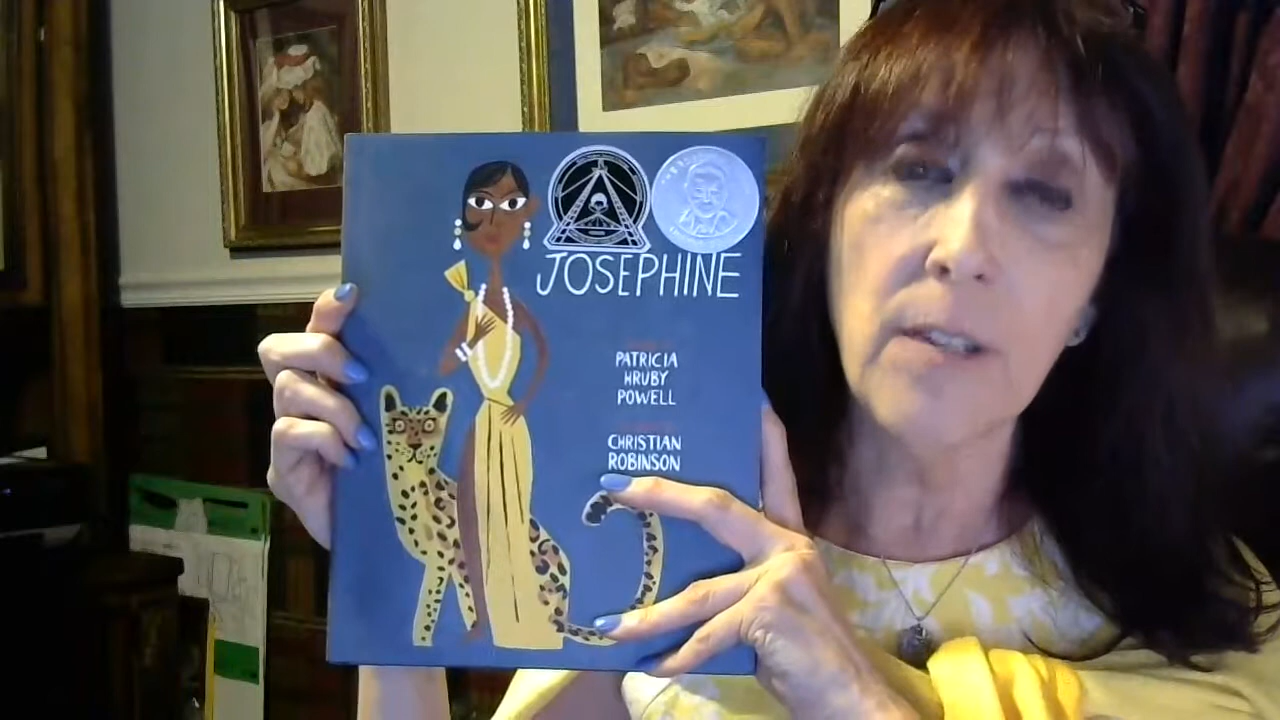 JOSEPHINE
PATRICIA
HRUBY
POWELL
CHRISTIAN
ROBINSON